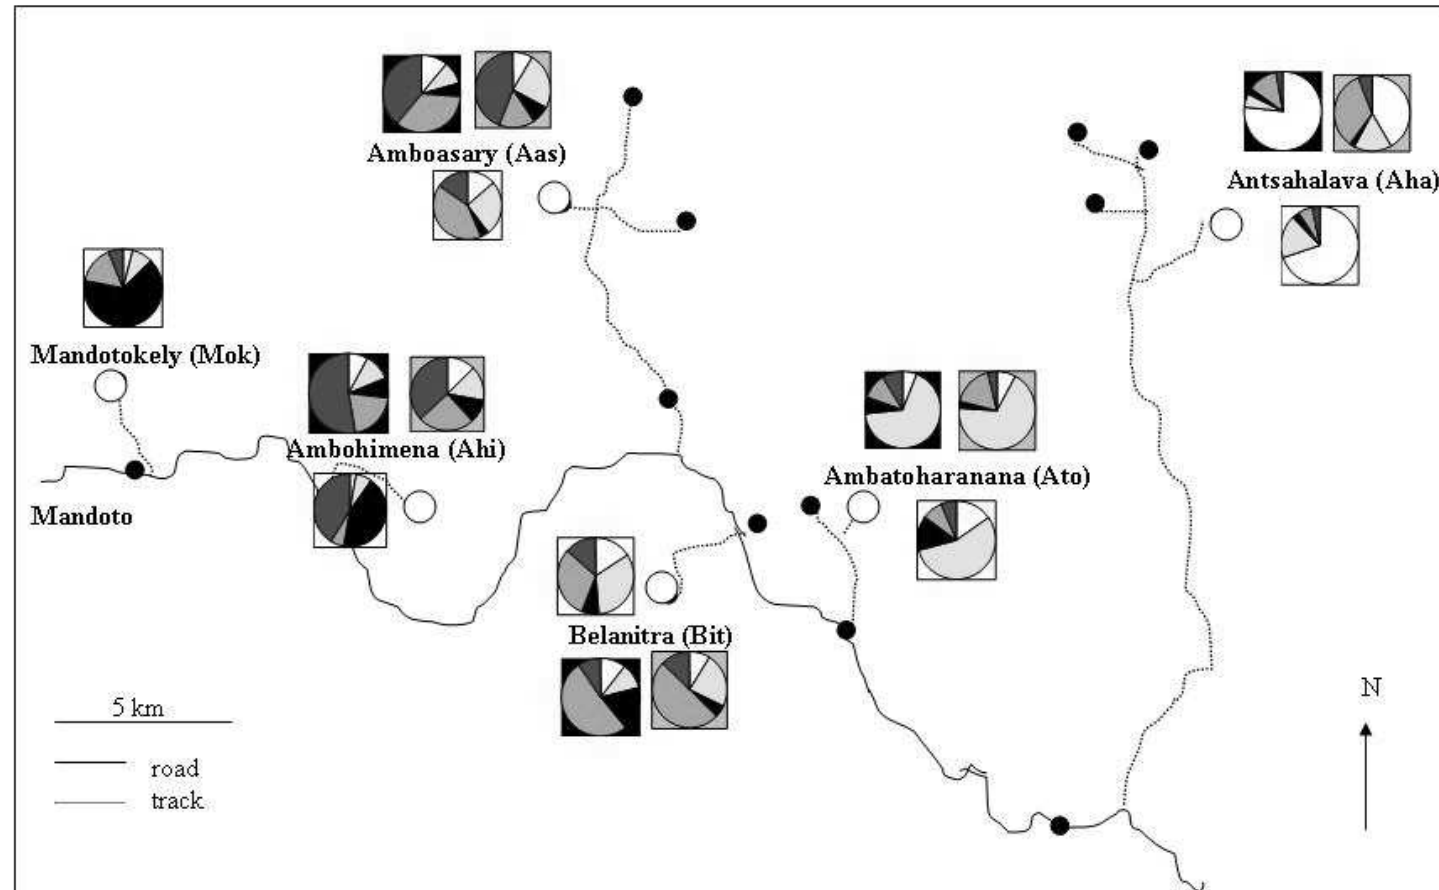 Amboasary (Aas)
Antsahalava (Aha)
Mandotokely (Mok)
Ambohimena (Ahi)
Ambatoharanana (Ato)
Mandoto
Belanitra (Bit)
5 km
N
road
track